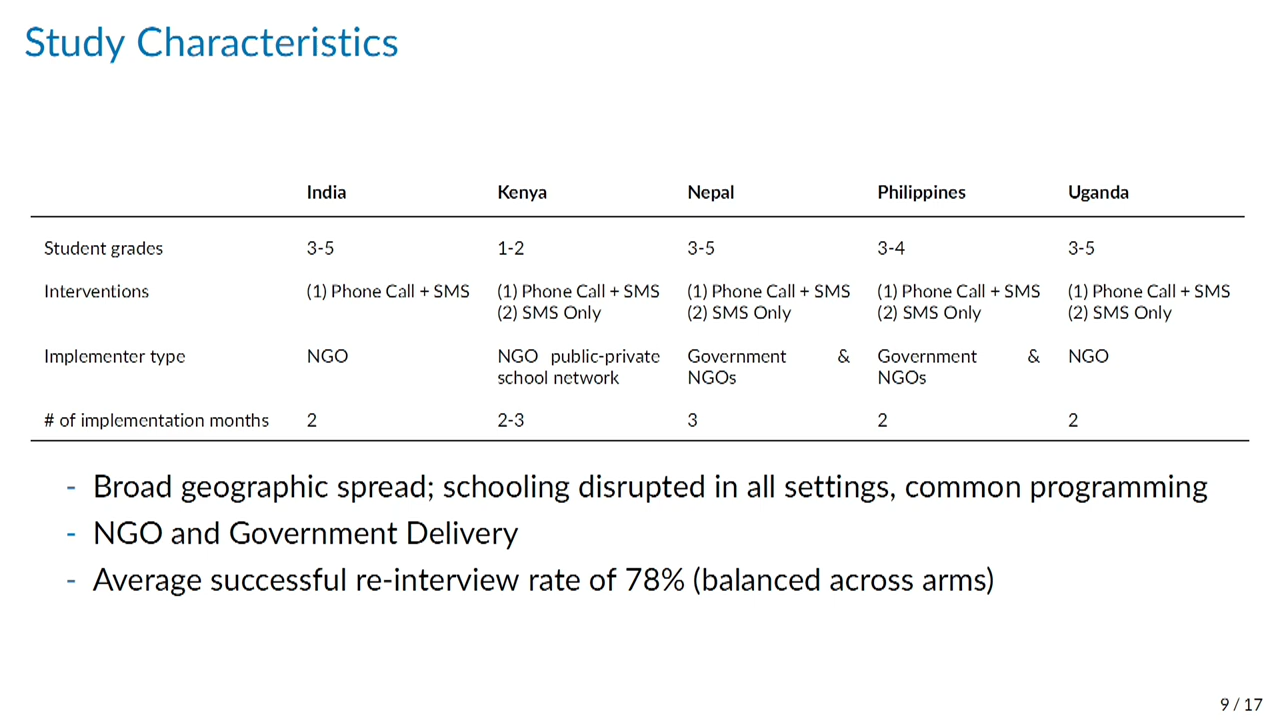 Study Characteristics
India Kenya Nepal Philippines Uganda
Student grades 3-5 1-2 3-5 3-4 3-5
Interventions (1) Phone Call + SMS (1) Phone Call + SMS (1) Phone Call + SMS (1) Phone Call + SMS (1) Phone Call + SMS
(2) SMS Only (2) SMS Only (2) SMS Only (2) SMS Only
Implementer type NGO NGO public-private Government & Government & NGO
school network NGOs NGOs
# of implementation months 2 2-3 3 2 2
- Broad geographic spread; schooling disrupted in all settings, common programming
- NGO and Government Delivery
- Average successful re-interview rate of 78% (balanced across arms)
9 / 17